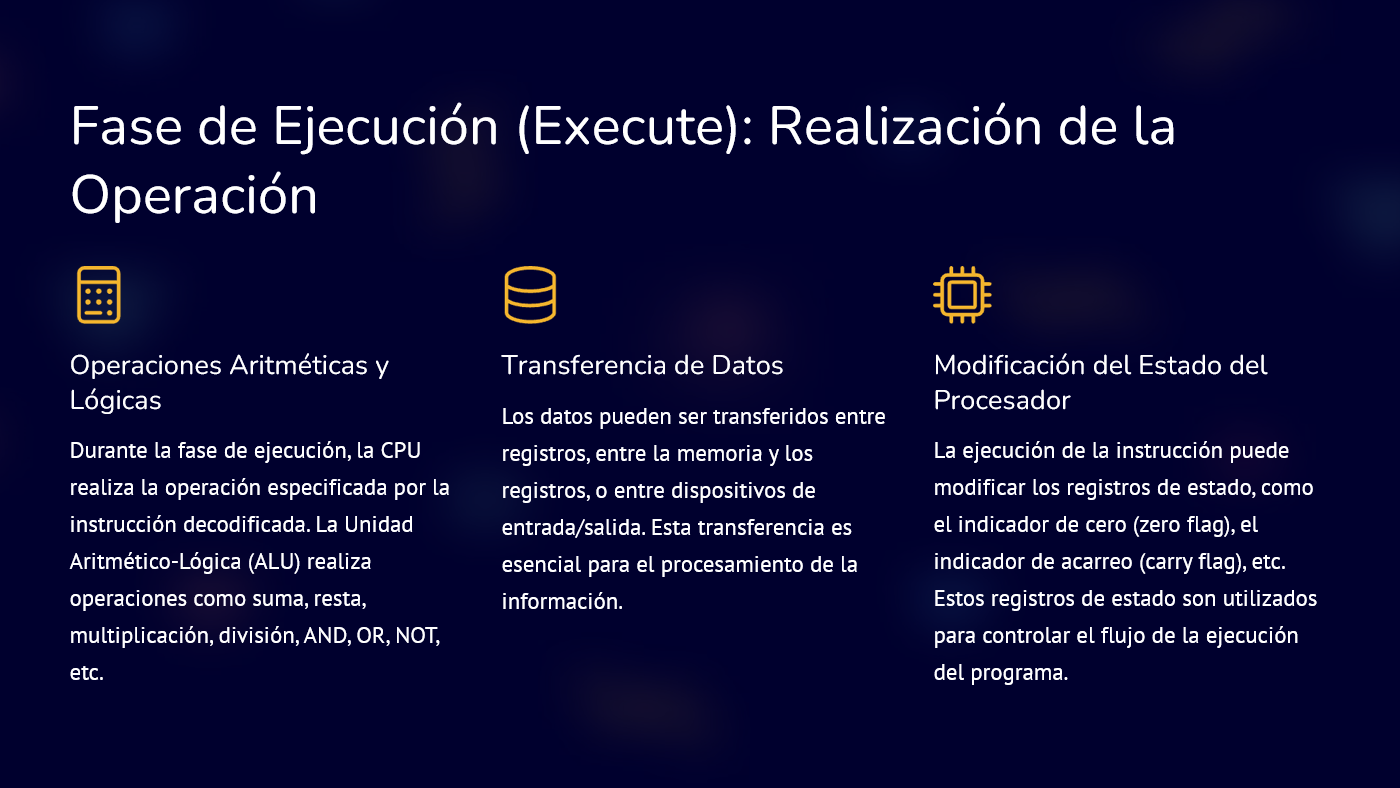 Fase de Ejecución (Execute): Realización de la
Operación
Operaciones Aritméticas y
Lógicas
Durante la fase de ejecución, la CPU
realiza la operación especificada por la
instrucción decodificada. La Unidad
Aritmético-Lógica (ALU) realiza
operaciones como suma, resta,
multiplicación, división, AND, OR, NOT,
etc.
Transferencia de Datos
Los datos pueden ser transferidos entre
registros, entre la memoria y los
registros, o entre dispositivos de
entrada/salida. Esta transferencia es
esencial para el procesamiento de la
información.
Modificación del Estado del
Procesador
La ejecución de la instrucción puede
modificar los registros de estado, como
el indicador de cero (zero flag), el
indicador de acarreo (carry flag), etc.
Estos registros de estado son utilizados
para controlar el flujo de la ejecución
del programa.